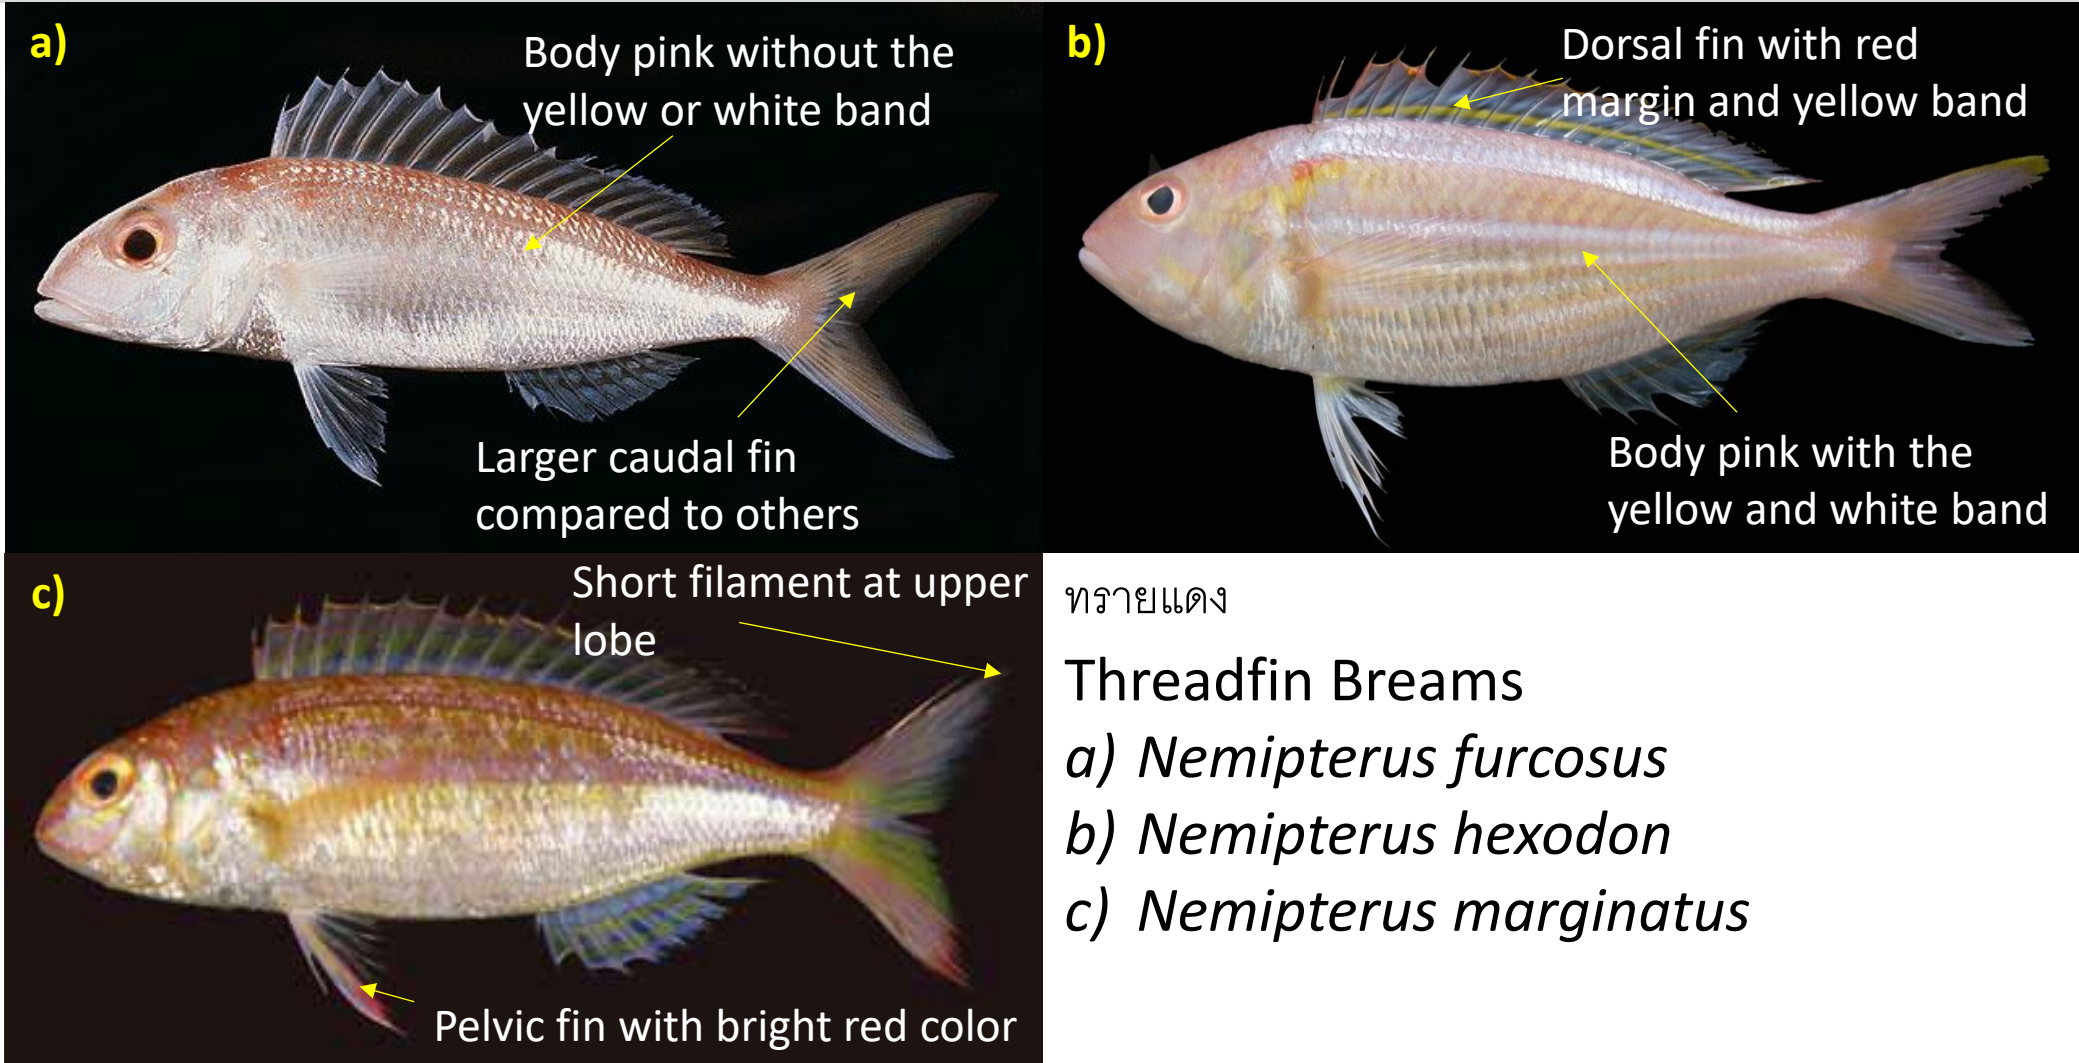 a)
Body pink without the
yellow or white band
Larger caudal fin
compared to others
b)
Dorsal fin with red
margin and yellow band
Body pink with the
yellow and white band
c)
Short filament at upper
lobe
Pelvic fin with bright red color
ทรายแดง
Threadfin Breams
a) Nemipterus furcosus
b) Nemipterus hexodon
c) Nemipterus marginatus